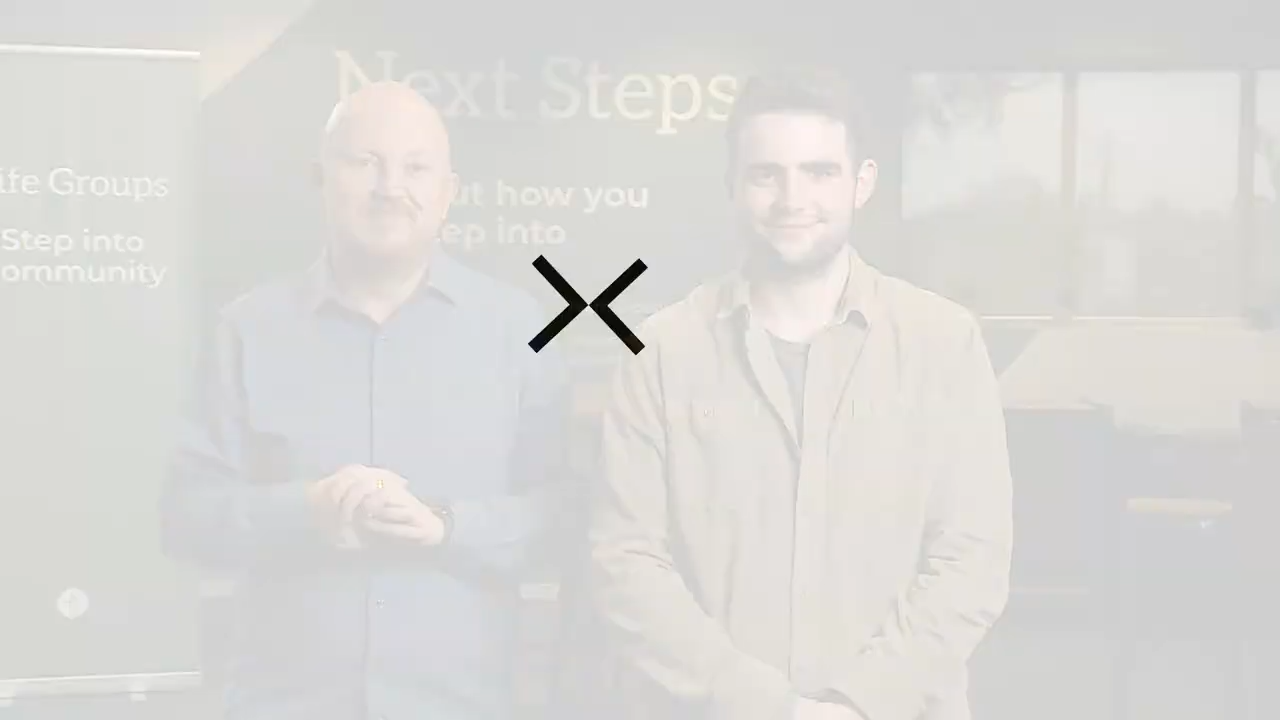 Next Steps
ut how you
ep into
ife Groups
Step into
ommunity